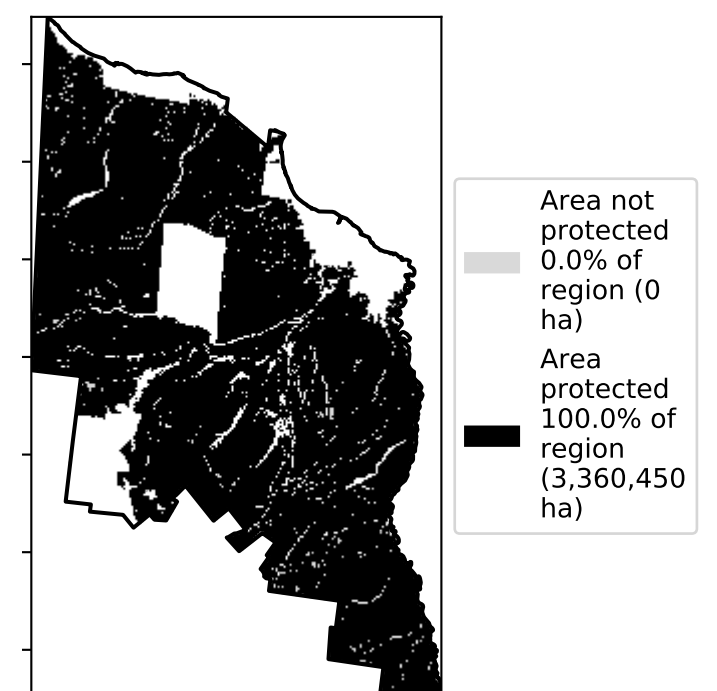 Area not
protected
0.0% of
region (0
ha)
Area
protected
100.0% of
region
(3,360,450
ha)